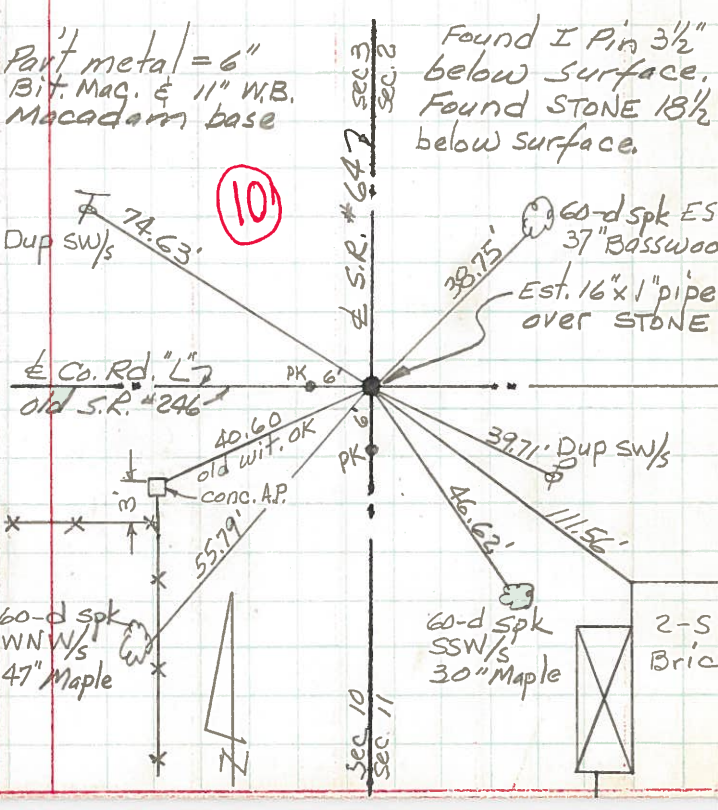 Part metal = 6"
Bit. Mac. & 11" W.B.
Macadam base
Found I Pin 3½"
below surface.
Found STONE 18½
below surface.
sec. 3
sec. 2
10
℄ S.R. #647
74.63'
Dup SW/s
60-d spk ES
37" Basswoo
38.75'
Est. 16" x 1" pipe
over STONE
℄ Co. Rd. "L"
old S.R. #246
PK 6'
6'
PK
40.60
old wit. OK
conc. A.P.
3'
39.71'
Dup SW/s
46.62'
111.56'
55.79'
60-d spk
WNW/s
47" Maple
60-d spk
SSW/s
30" Maple
2-S
Bric
N
Sec. 10
Sec. 11